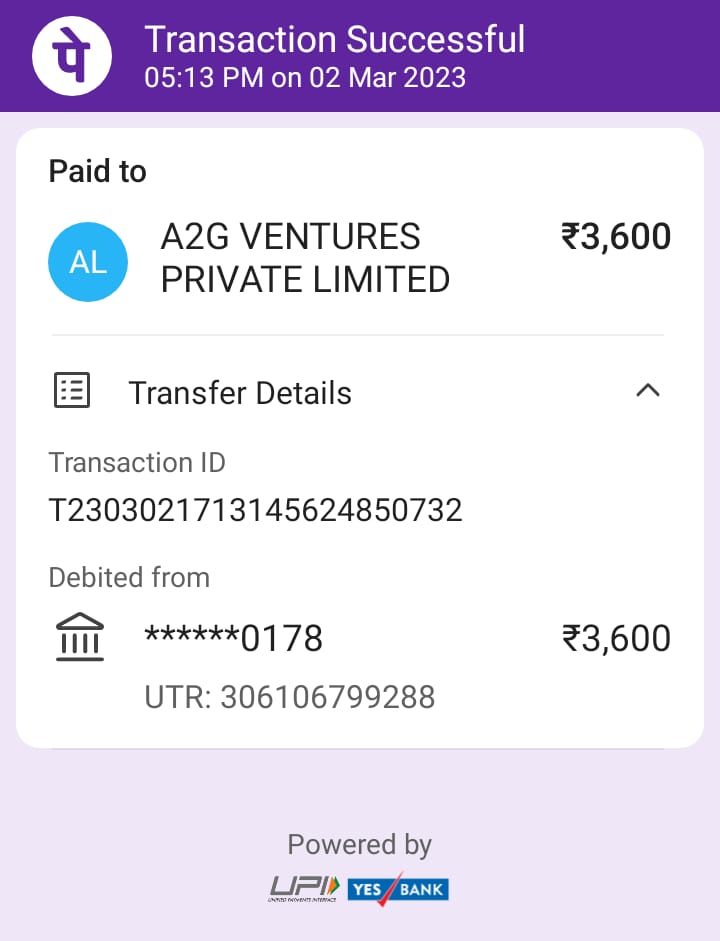 पे
Transaction Successful
05:13 PM on 02 Mar 2023
Paid to
AL
A2G VENTURES
PRIVATE LIMITED
₹3,600
Transfer Details
Transaction ID
T2303021713145624850732
Debited from
******0178
₹3,600
UTR: 306106799288
Powered by
UPI
UNIFIED PAYMENTS INTERFACE
YES BANK